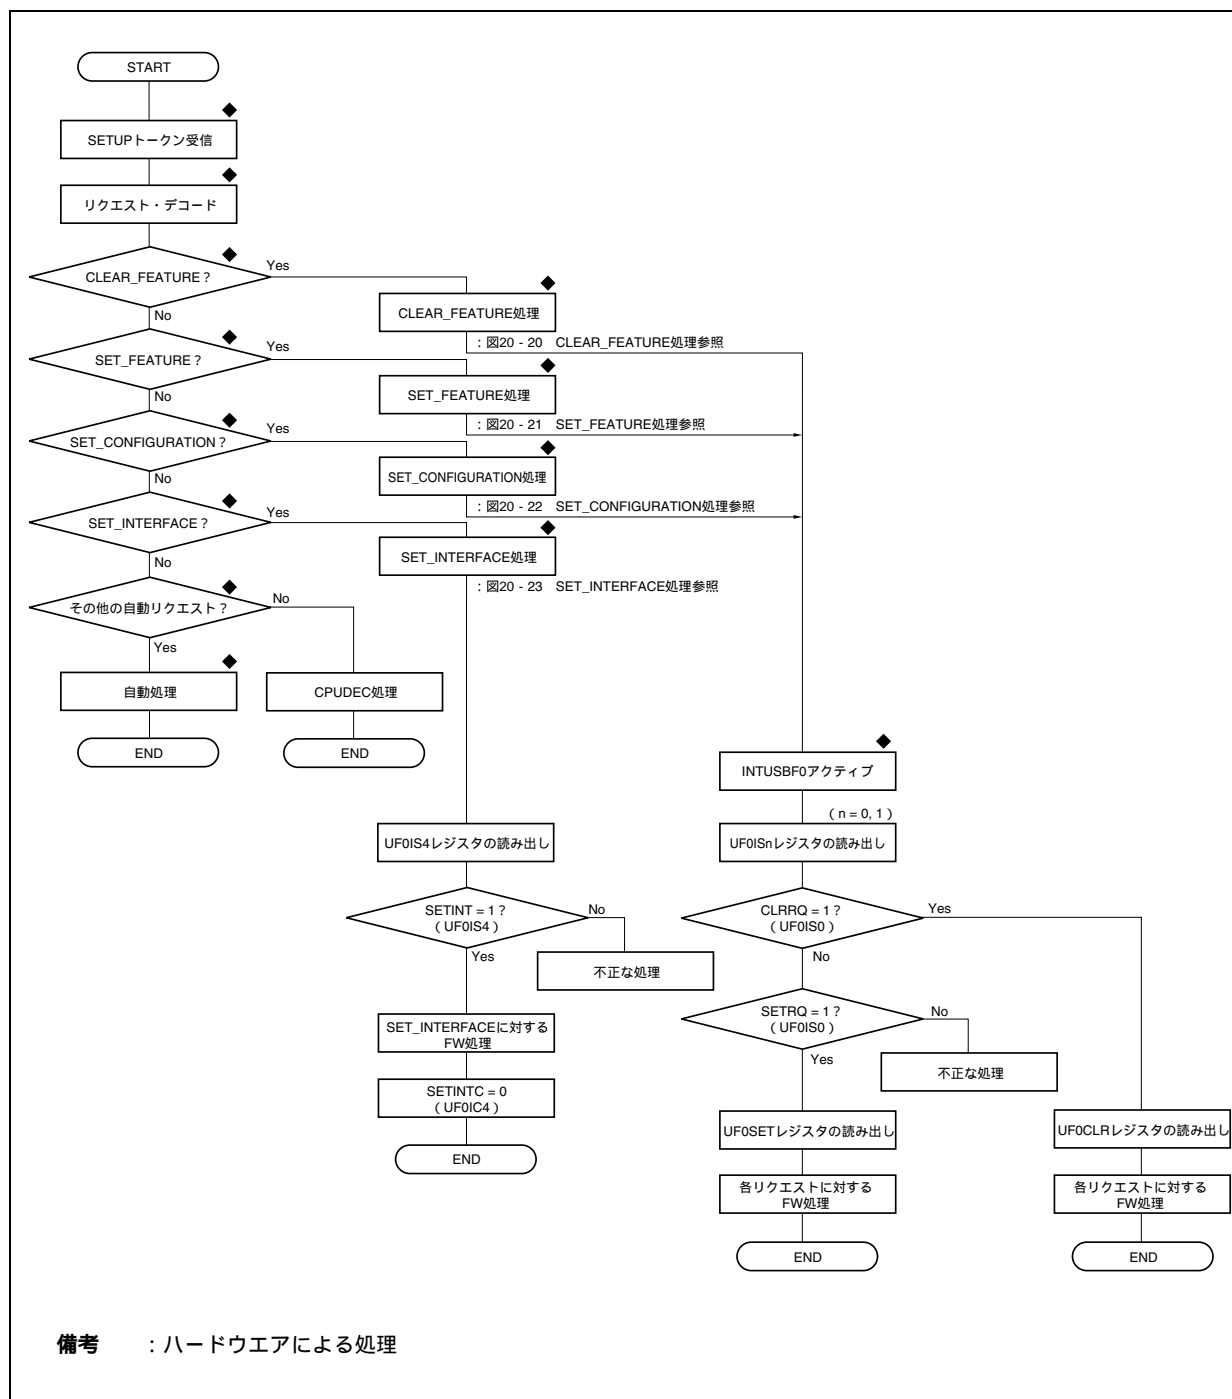 START
SETUPトークン受信
リクエスト・デコード
CLEAR_FEATURE？
Yes
No
CLEAR_FEATURE処理
：図20 - 20　CLEAR_FEATURE処理参照
SET_FEATURE？
Yes
No
SET_FEATURE処理
：図20 - 21　SET_FEATURE処理参照
SET_CONFIGURATION？
Yes
No
SET_CONFIGURATION処理
：図20 - 22　SET_CONFIGURATION処理参照
SET_INTERFACE？
Yes
No
SET_INTERFACE処理
：図20 - 23　SET_INTERFACE処理参照
その他の自動リクエスト？
No
Yes
自動処理
CPUDEC処理
END
END
INTUSBF0アクティブ
（n = 0, 1）
UF0IS4レジスタの読み出し
UF0ISnレジスタの読み出し
SETINT = 1？
（UF0IS4）
No
Yes
不正な処理
CLRRQ = 1？
（UF0IS0）
Yes
No
SETRQ = 1？
（UF0IS0）
No
Yes
不正な処理
SET_INTERFACEに対する
FW処理
SETINTC = 0
（UF0IC4）
END
UF0SETレジスタの読み出し
UF0CLRレジスタの読み出し
各リクエストに対する
FW処理
各リクエストに対する
FW処理
END
END
備考　：ハードウエアによる処理